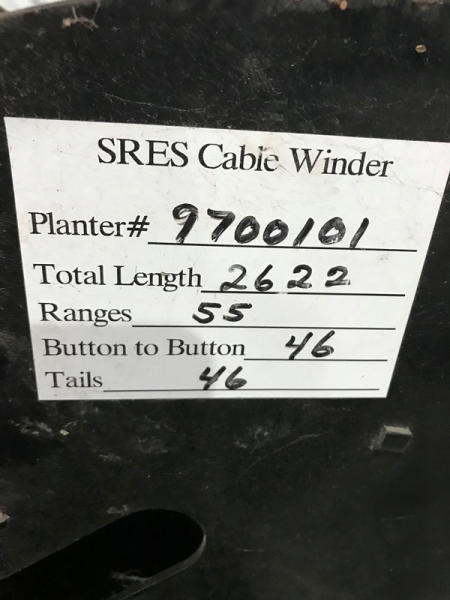 SRES Cable Winder
Planter# 9700101
Total Length 2622
Ranges 55
Button to Button 46
Tails 46